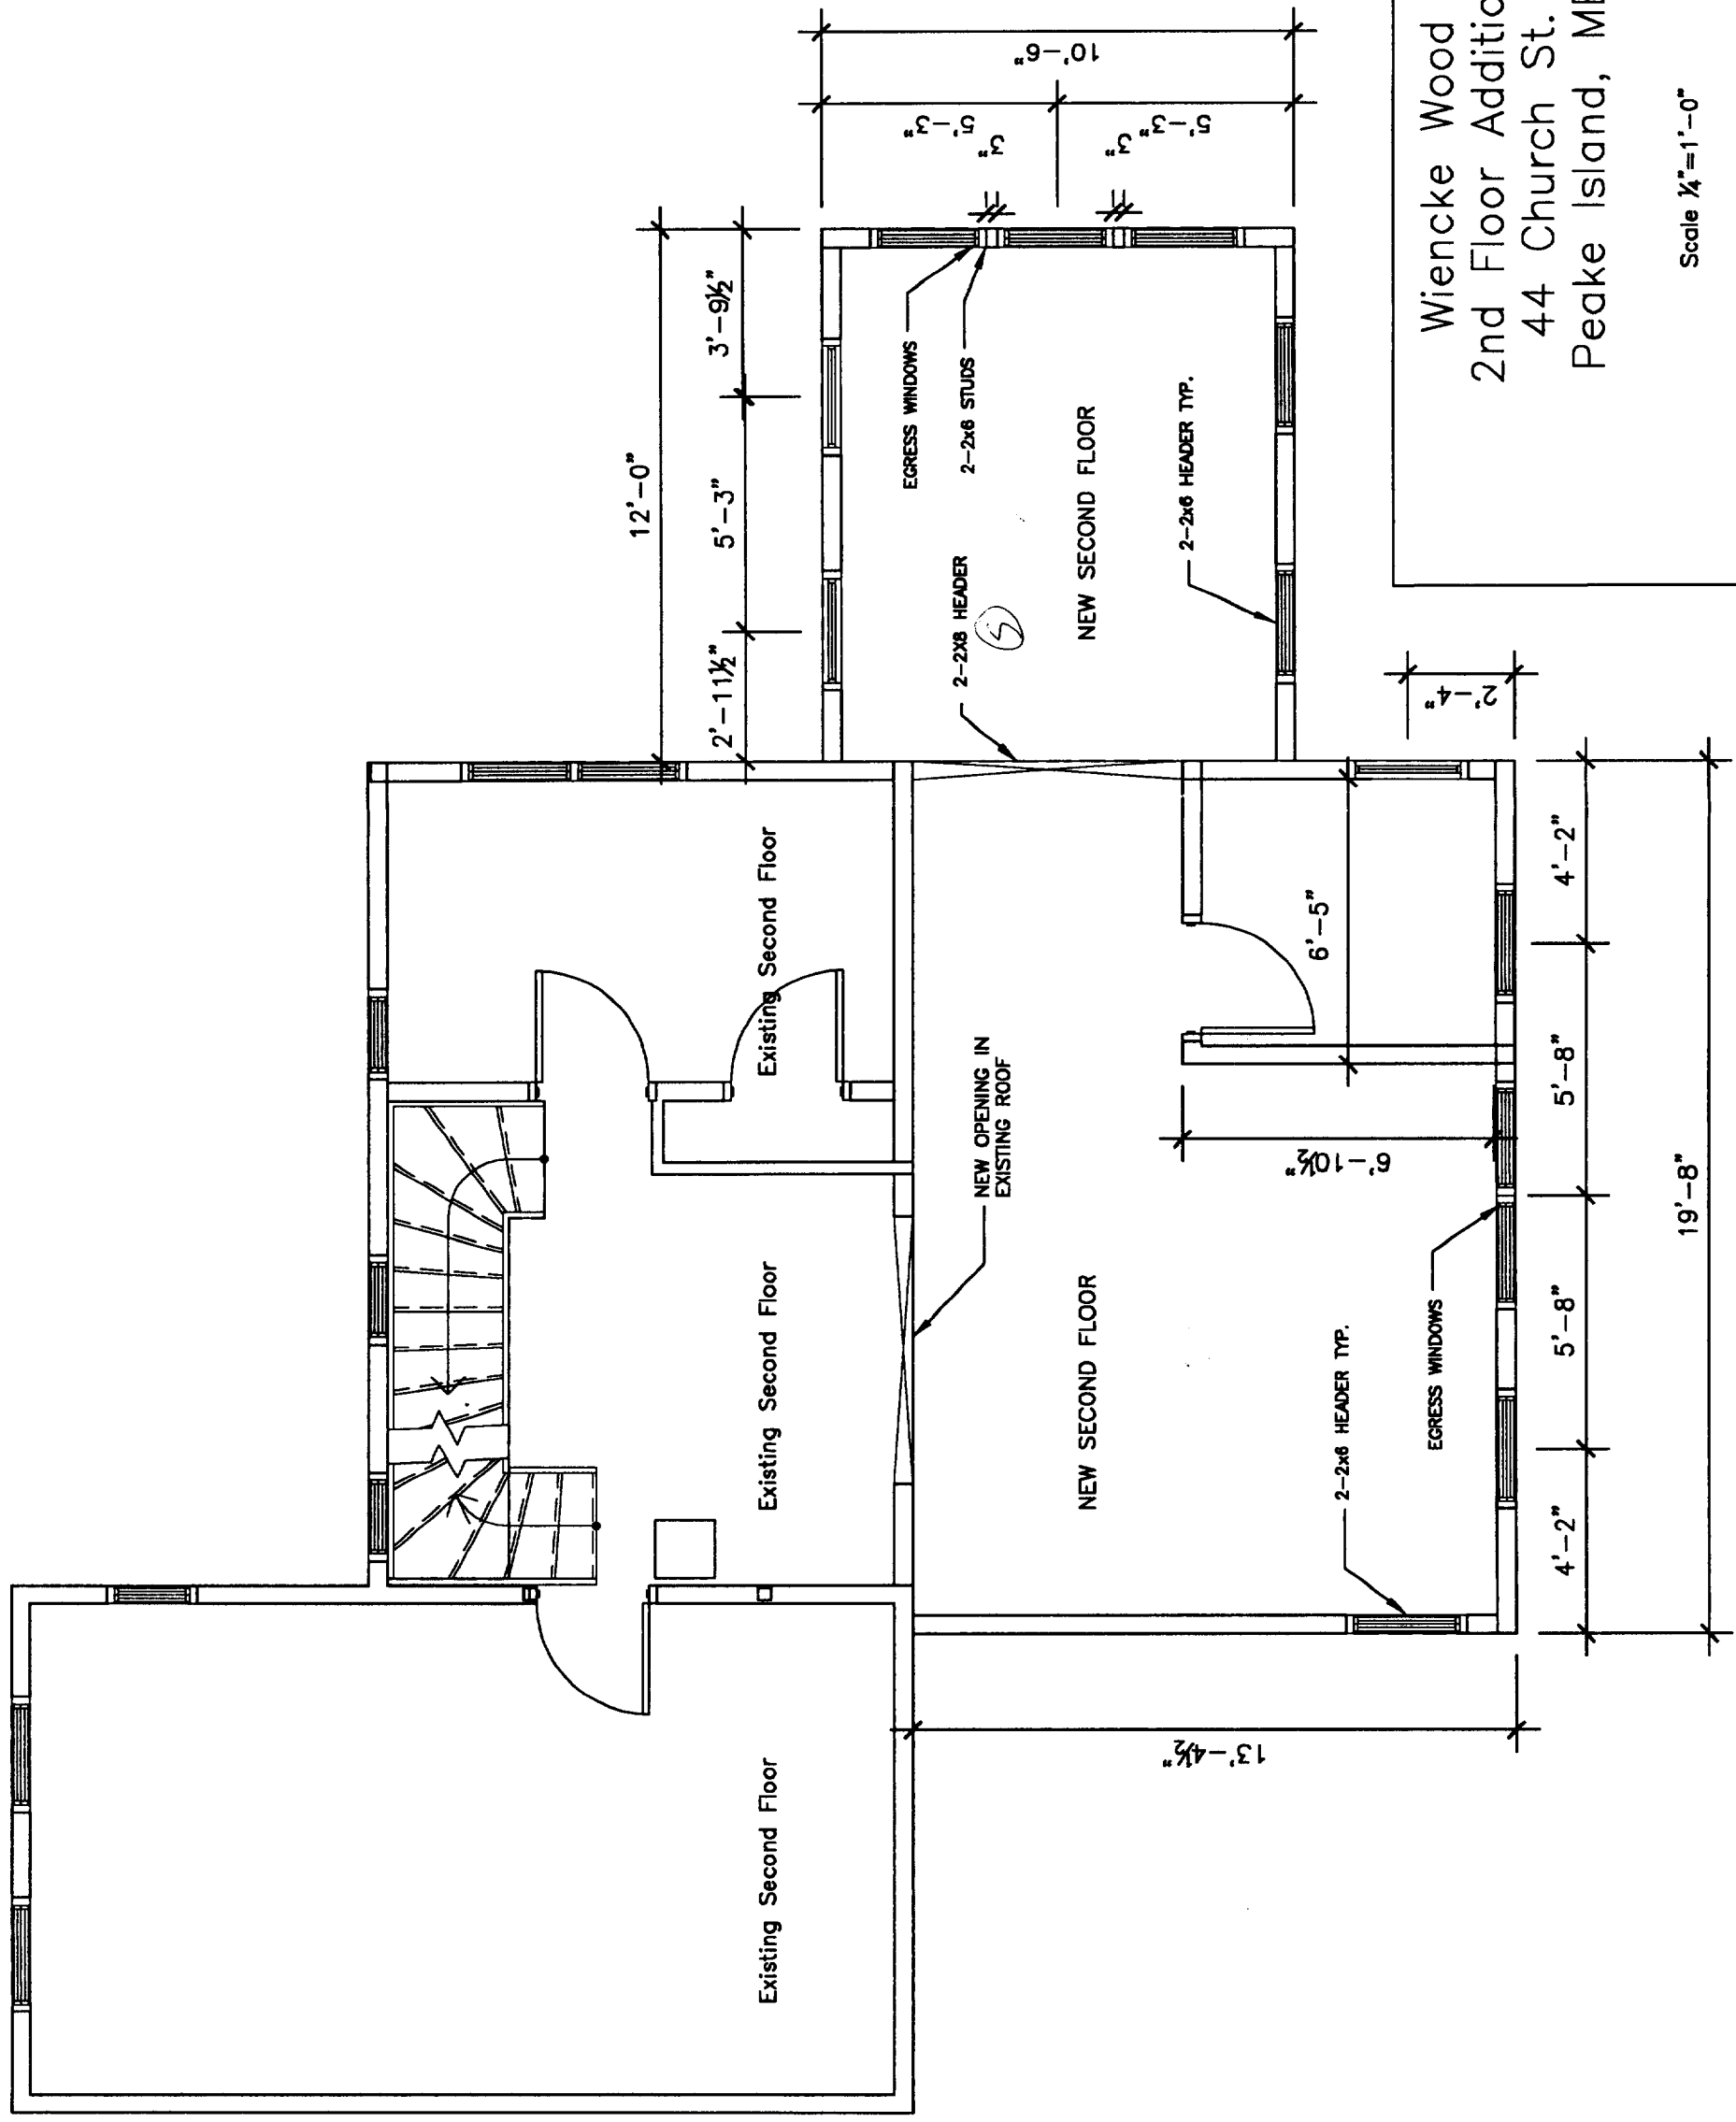 Existing Second Floor
Existing Second Floor
Existing Second Floor
12'-0"
2'-11½"
5'-3"
3'-9½"
10'-6"
5'-3"
5'-3"
3"
3"
EGRESS WINDOWS
2-2x6 STUDS
2-2X8 HEADER
5
NEW SECOND FLOOR
2-2x6 HEADER TYP.
NEW OPENING IN
EXISTING ROOF
NEW SECOND FLOOR
6'-5"
6'-10½"
2'-4"
2-2x6 HEADER TYP.
EGRESS WINDOWS
13'-4½"
4'-2"
5'-8"
5'-8"
4'-2"
19'-8"
Wiencke Wood
2nd Floor Additio
44 Church St.
Peake Island, ME
Scale ¼"=1'-0"